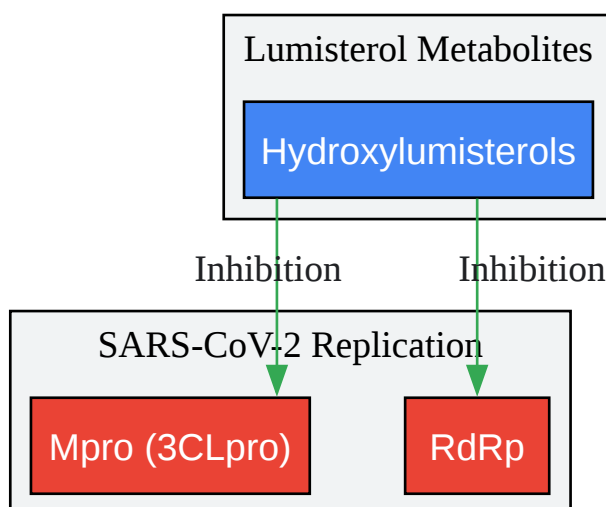 Lumisterol Metabolites
Hydroxylumisterols
Inhibition
Inhibition
SARS-CoV-2 Replication
Mpro (3CLpro)
RdRp